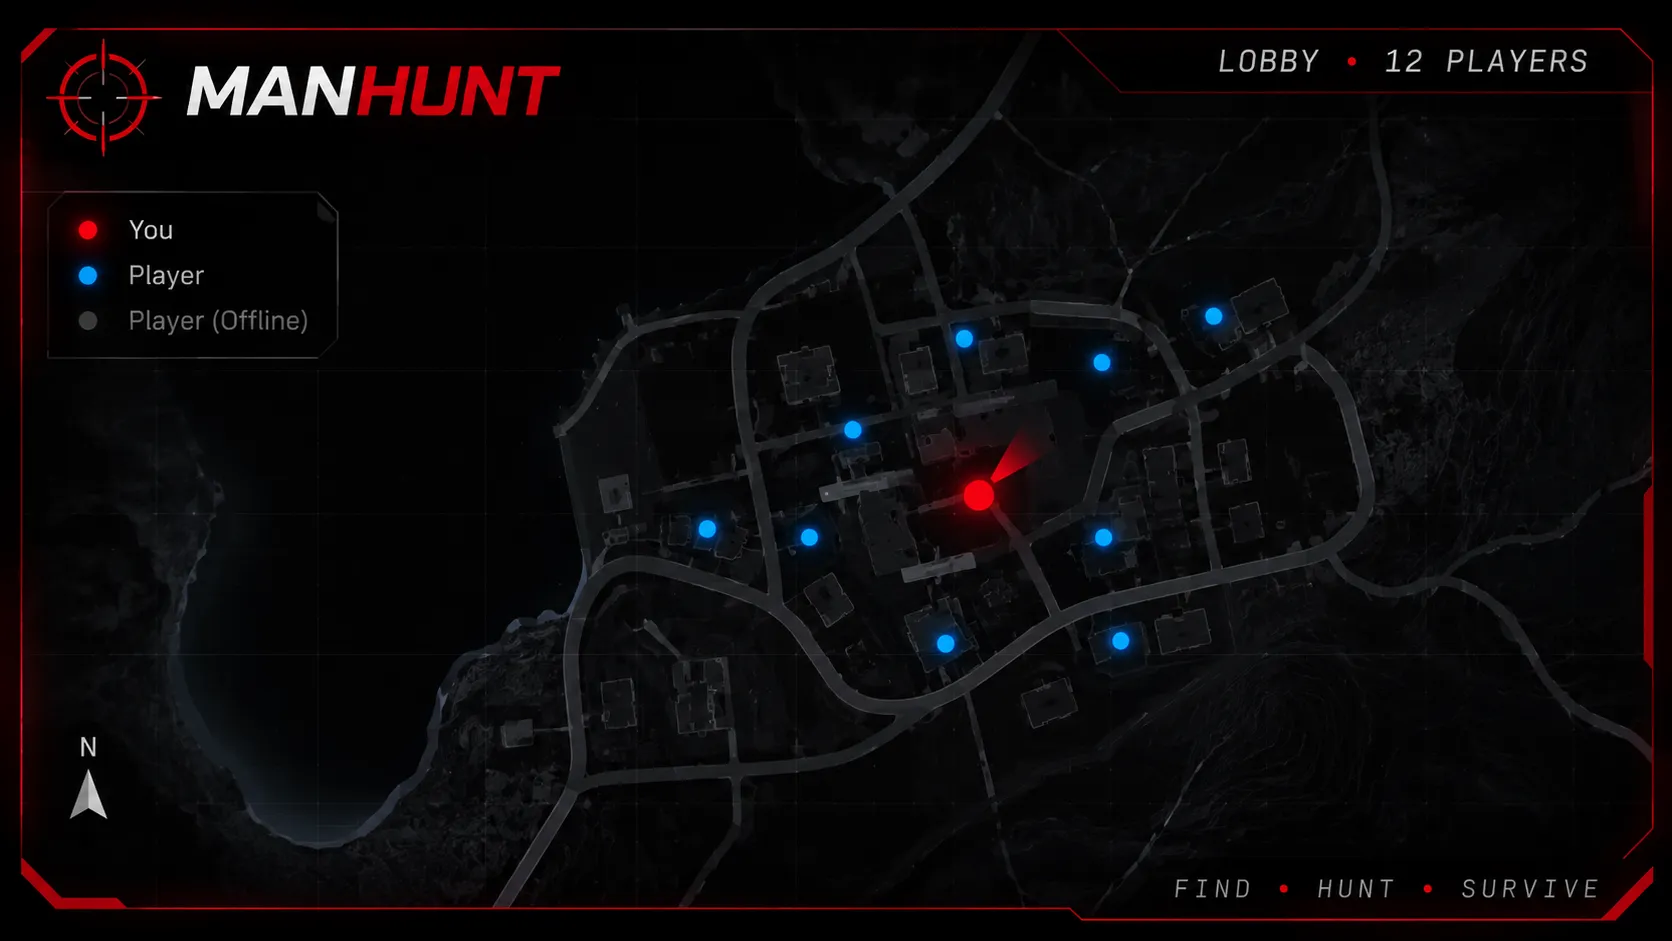 MANHUNT
LOBBY • 12 PLAYERS
You
Player
Player (Offline)
N
FIND • HUNT • SURVIVE